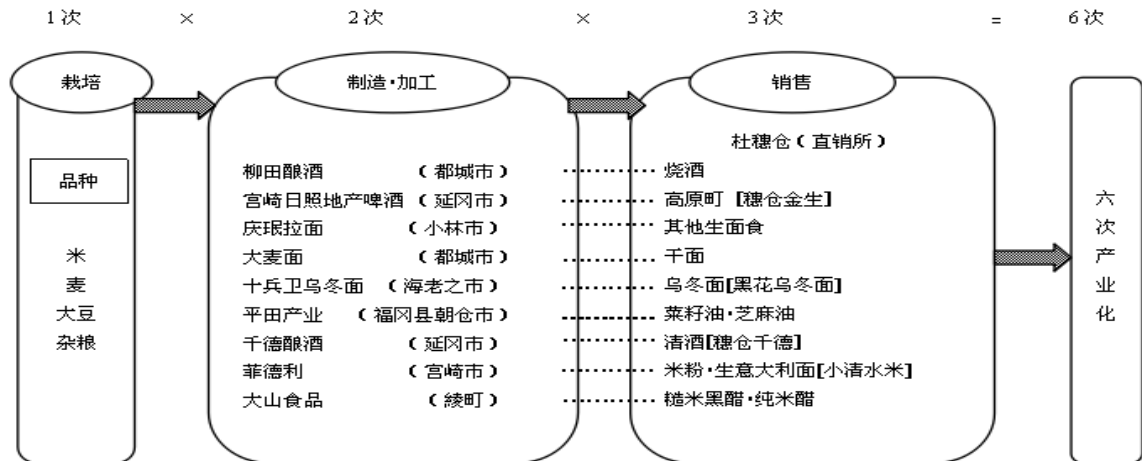 1次 × 2次 × 3次 = 6次
栽培 制造·加工 销售
杜穗仓（直销所）
品种
柳田酿酒 （都城市） ………… 烧酒
宫崎日照地产啤酒 （延冈市） ………… 高原町 [穗仓金生]
庆珉拉面 （小林市） ………… 其他生面食
大麦面 （都城市） ………… 干面
十兵卫乌冬面 （海老之市） ………… 乌冬面[黑花乌冬面]
平田产业 （福冈县朝仓市） ………… 菜籽油·芝麻油
千德酿酒 （延冈市） ………… 清酒[穗仓千德]
菲德利 （宫崎市） ………… 米粉·生意大利面[小清水米]
大山食品 （綾町） ………… 糙米黑醋·纯米醋
米
麦
大豆
杂粮
六次产业化